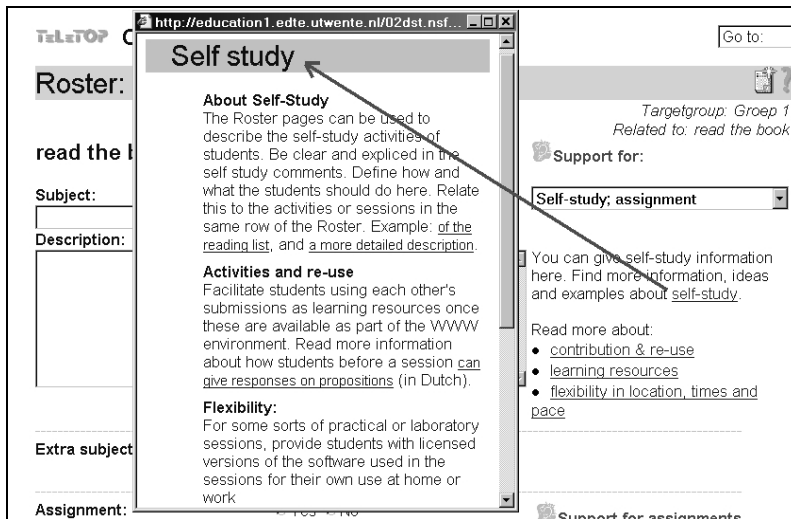 TELETOP C
Go to:
Roster:
Targetgroup: Groep 1
Related to: read the book
read the b
Support for:
Subject:
Self-study; assignment
Description:
You can give self-study information
here. Find more information, ideas
and examples about self-study.
Read more about:
● contribution & re-use
● learning resources
● flexibility in location, times and
pace
Extra subject
Assignment:
Yes No
Support for assignments
http://education1.edte.utwente.nl/02dst.nsf...
Self study
About Self-Study
The Roster pages can be used to
describe the self-study activities of
students. Be clear and expliced in the
self study comments. Define how and
what the students should do here. Relate
this to the activities or sessions in the
same row of the Roster. Example: of the
reading list, and a more detailed description.
Activities and re-use
Facilitate students using each other's
submissions as learning resources once
these are available as part of the WWW
environment. Read more information
about how students before a session can
give responses on propositions (in Dutch).
Flexibility:
For some sorts of practical or laboratory
sessions, provide students with licensed
versions of the software used in the
sessions for their own use at home or
work